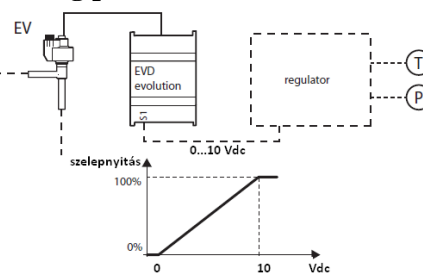 EV
EVD
evolution
S1
regulator
T
P
0...10 Vdc
szelepnyitás
100%
0%
0
10
Vdc